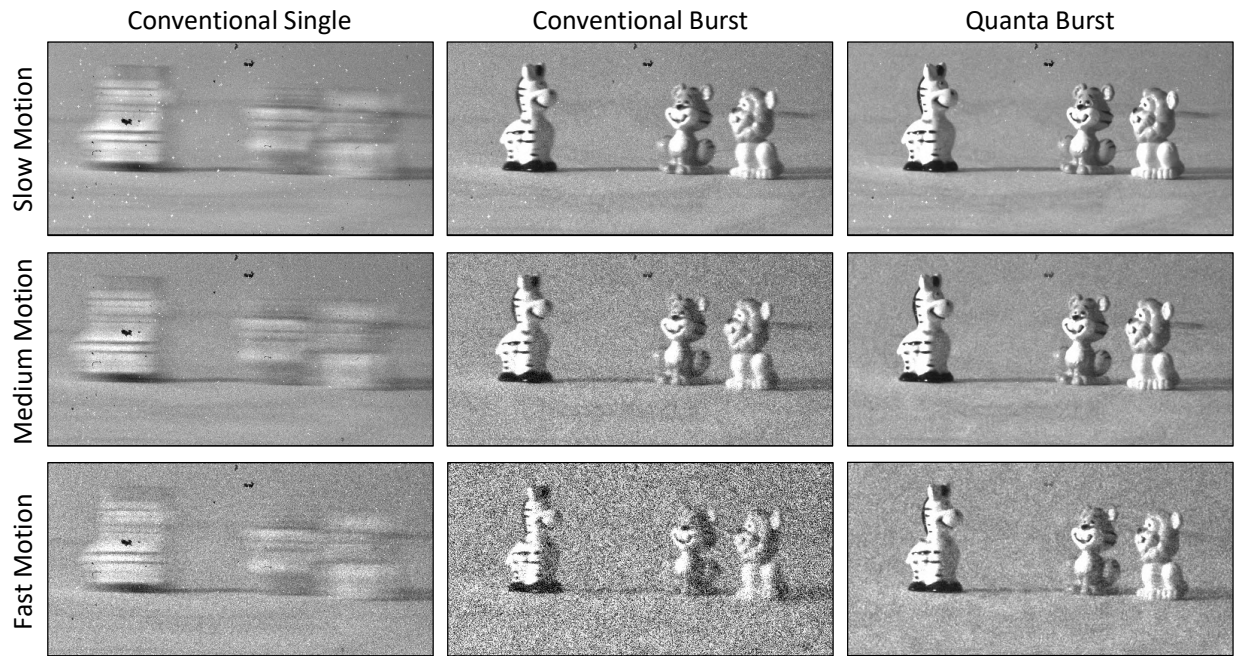 Conventional Single
Conventional Burst
Quanta Burst
Slow Motion
Medium Motion
Fast Motion